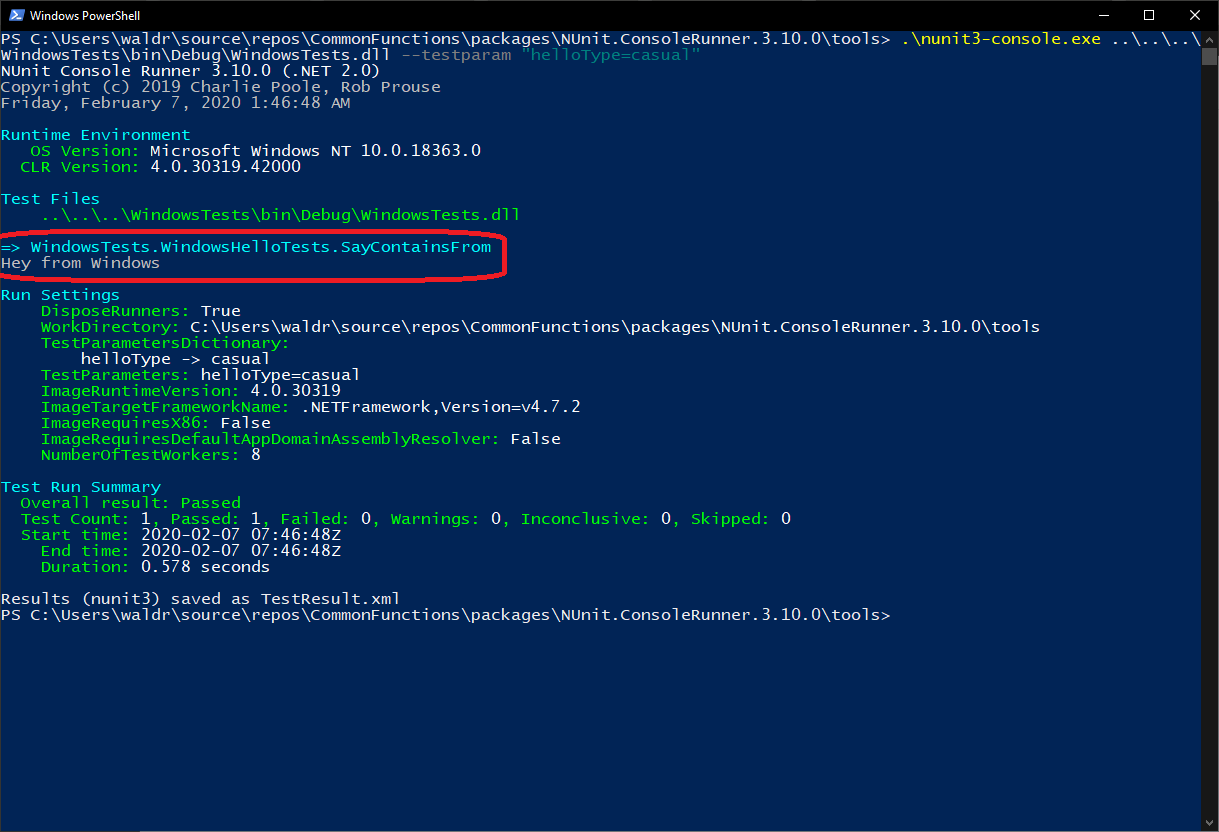 Windows PowerShell
PS C:\Users\waldr\source\repos\CommonFunctions\packages\NUnit.ConsoleRunner.3.10.0\tools> .\nunit3-console.exe ..\..\..\
WindowsTests\bin\Debug\WindowsTests.dll --testparam "helloType=casual"
NUnit Console Runner 3.10.0 (.NET 2.0)
Copyright (c) 2019 Charlie Poole, Rob Prouse
Friday, February 7, 2020 1:46:48 AM
Runtime Environment
OS Version: Microsoft Windows NT 10.0.18363.0
CLR Version: 4.0.30319.42000
Test Files
..\..\..\WindowsTests\bin\Debug\WindowsTests.dll
=> WindowsTests.WindowsHelloTests.SayContainsFrom
Hey from Windows
Run Settings
DisposeRunners: True
WorkDirectory: C:\Users\waldr\source\repos\CommonFunctions\packages\NUnit.ConsoleRunner.3.10.0\tools
TestParametersDictionary:
helloType -> casual
TestParameters: helloType=casual
ImageRuntimeVersion: 4.0.30319
ImageTargetFrameworkName: .NETFramework,Version=v4.7.2
ImageRequiresX86: False
ImageRequiresDefaultAppDomainAssemblyResolver: False
NumberOfTestWorkers: 8
Test Run Summary
Overall result: Passed
Test Count: 1, Passed: 1, Failed: 0, Warnings: 0, Inconclusive: 0, Skipped: 0
Start time: 2020-02-07 07:46:48Z
End time: 2020-02-07 07:46:48Z
Duration: 0.578 seconds
Results (nunit3) saved as TestResult.xml
PS C:\Users\waldr\source\repos\CommonFunctions\packages\NUnit.ConsoleRunner.3.10.0\tools>